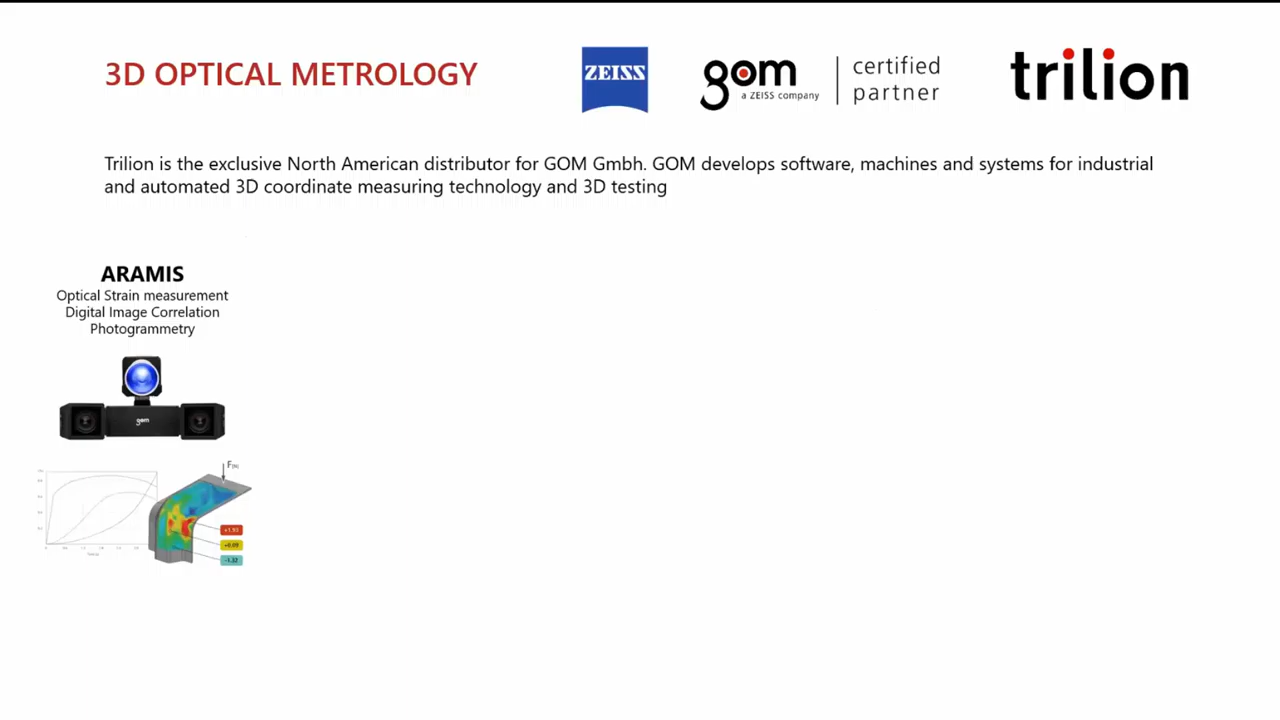 3D OPTICAL METROLOGY
ZEISS
gom
a ZEISS company
certified
partner
trilion
Trilion is the exclusive North American distributor for GOM Gmbh. GOM develops software, machines and systems for industrial
and automated 3D coordinate measuring technology and 3D testing
ARAMIS
Optical Strain measurement
Digital Image Correlation
Photogrammetry
gom